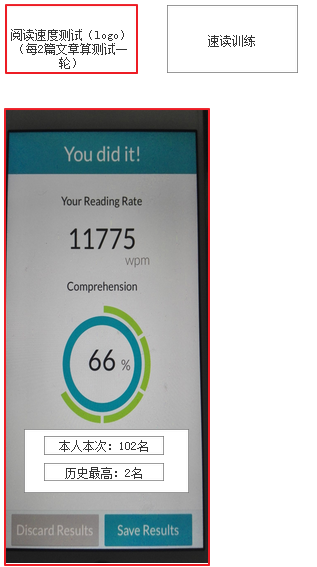 阅读速度测试（logo）
（每2篇文章算测试一
轮）
速读训练
You did it!
Your Reading Rate
11775
wpm
Comprehension
66 %
本人本次：102名
历史最高：2名
Discard Results
Save Results